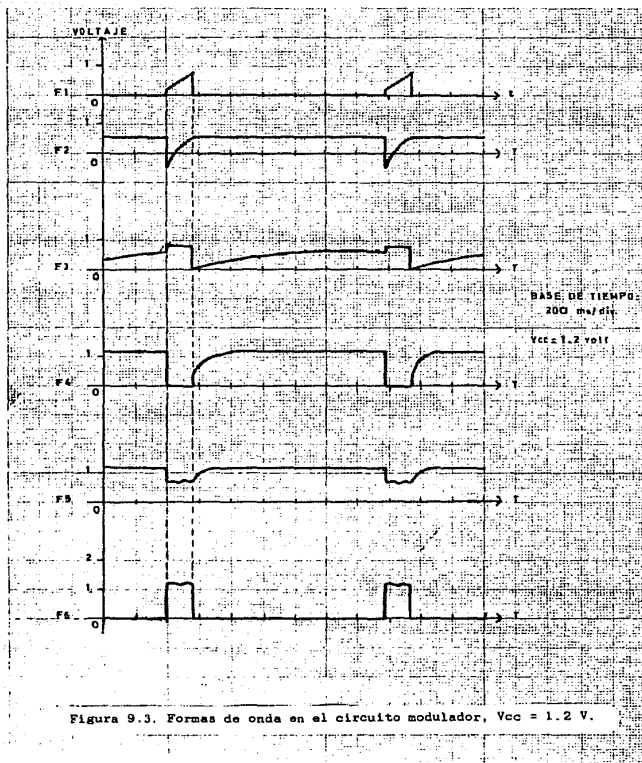 VOLTAJE
1
F1
0
t
1
F2
0
T
1
F3
0
T
BASE DE TIEMPO:
200 ms/div.
Vcc = 1.2 volt
1
F4
0
T
1
F5
0
T
2
1
F6
0
T
Figura 9.3. Formas de onda en el circuito modulador, Vcc = 1.2 V.